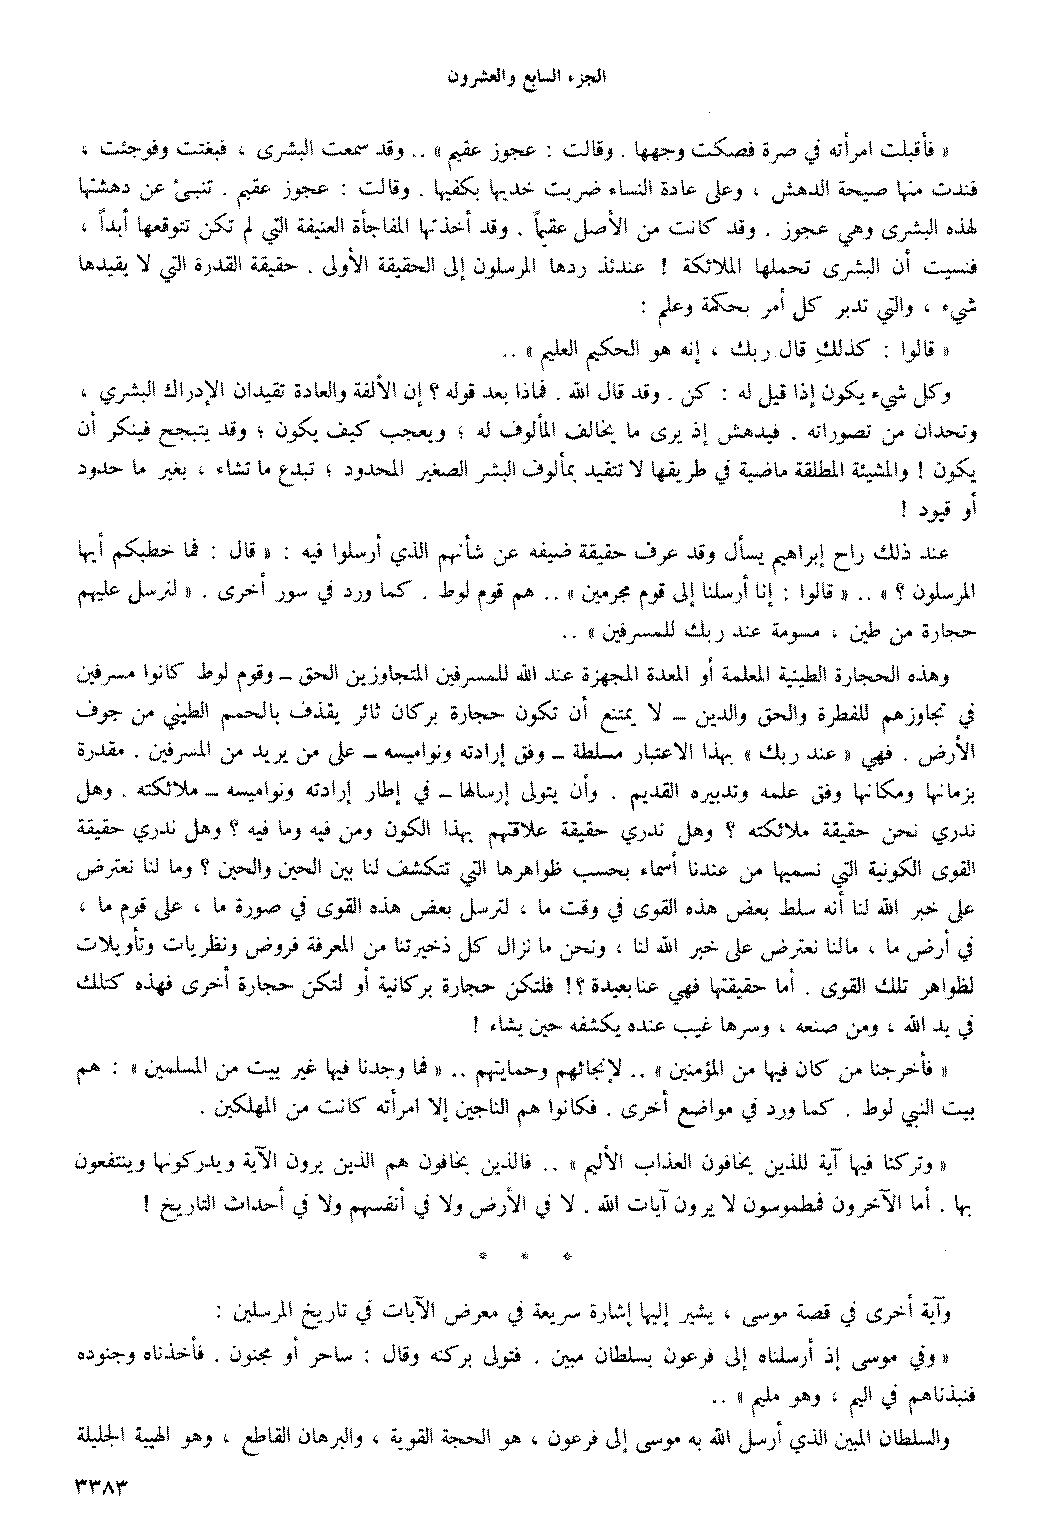 الجزء السابع والعشرون
« فأقبلت امرأته في صرة فصكت وجهها . وقالت : عجوز عقيم » .. وقد سمعت البشرى ، فبغتت وفوجئت ،
فندت منها صيحة الدهش ، وعلى عادة النساء ضربت خديها بكفيها . وقالت : عجوز عقيم . تنبئ عن دهشتها
لهذه البشرى وهي عجوز . وقد كانت من الأصل عقيماً . وقد أخذتها المفاجأة العنيفة التي لم تكن تتوقعها أبداً ،
فنسيت أن البشرى تحملها الملائكة ! عندئذ ردها المرسلون إلى الحقيقة الأولى . حقيقة القدرة التي لا يقيدها
شيء ، والتي تدبر كل أمر بحكمة وعلم :
« قالوا : كذلكِ قال ربك ، إنه هو الحكيم العليم » ..
وكل شيء يكون إذا قيل له : كن . وقد قال الله . فماذا بعد قوله ؟ إن الألفة والعادة تقيدان الإدراك البشري ،
وتحدان من تصوراته . فيدهش إذ يرى ما يخالف المألوف له ؛ ويعجب كيف يكون ؛ وقد يتبجح فينكر أن
يكون ! والمشيئة المطلقة ماضية في طريقها لا تتقيد بمألوف البشر الصغير المحدود ؛ تبدع ما تشاء ، بغير ما حدود
أو قيود !
عند ذلك راح إبراهيم يسأل وقد عرف حقيقة ضيفه عن شأنهم الذي أرسلوا فيه : « قال : فما خطبكم أيها
المرسلون ؟ » .. « قالوا : إنا أرسلنا إلى قوم مجرمين » .. هم قوم لوط . كما ورد في سور أخرى . « لنرسل عليهم
حجارة من طين ، مسومة عند ربك للمسرفين » ..
وهذه الحجارة الطينية المعلمة أو المعدة المجهزة عند الله للمسرفين المتجاوزين الحق ــ وقوم لوط كانوا مسرفين
في تجاوزهم للفطرة والحق والدين ــ لا يمتنع أن تكون حجارة بركان ثائر يقذف بالحمم الطيني من جوف
الأرض . فهي « عند ربك » بهذا الاعتبار مسلطة ــ وفق إرادته ونواميسه ــ على من يريد من المسرفين . مقدرة
بزمانها ومكانها وفق علمه وتدبيره القديم . وأن يتولى إرسالها ــ في إطار إرادته ونواميسه ــ ملائكته . وهل
ندري نحن حقيقة ملائكته ؟ وهل ندري حقيقة علاقتهم بهذا الكون ومن فيه وما فيه ؟ وهل ندري حقيقة
القوى الكونية التي نسميها من عندنا أسماء بحسب ظواهرها التي تتكشف لنا بين الحين والحين ؟ وما لنا نعترض
على خبر الله لنا أنه سلط بعض هذه القوى في وقت ما ، لترسل بعض هذه القوى في صورة ما ، على قوم ما ،
في أرض ما ، مالنا نعترض على خبر الله لنا ، ونحن ما نزال كل ذخيرتنا من المعرفة فروض ونظريات وتأويلات
لظواهر تلك القوى . أما حقيقتها فهي عنا بعيدة ؟! فلتكن حجارة بركانية أو لتكن حجارة أخرى فهذه كتلك
في يد الله ، ومن صنعه ، وسرها غيب عنده يكشفه حين يشاء !
« فأخرجنا من كان فيها من المؤمنين » .. لإنجائهم وحمايتهم .. « فما وجدنا فيها غير بيت من المسلمين » : هم
بيت النبي لوط . كما ورد في مواضع أخرى . فكانوا هم الناجين إلا امرأته كانت من المهلكين .
« وتركنا فيها آية للذين يخافون العذاب الأليم » .. فالذين يخافون هم الذين يرون الآية ويدركونها وينتفعون
بها . أما الآخرون فمطموسون لا يرون آيات الله . لا في الأرض ولا في أنفسهم ولا في أحداث التاريخ !
* * *
وآية أخرى في قصة موسى ، يشير إليها إشارة سريعة في معرض الآيات في تاريخ المرسلين :
« وفي موسى إذ أرسلناه إلى فرعون بسلطان مبين . فتولى بركنه وقال : ساحر أو مجنون . فأخذناه وجنوده
فنبذناهم في اليم ، وهو مليم » ..
والسلطان المبين الذي أرسل الله به موسى إلى فرعون ، هو الحجة القوية ، والبرهان القاطع ، وهو الهيبة الجليلة
٣٣٨٣